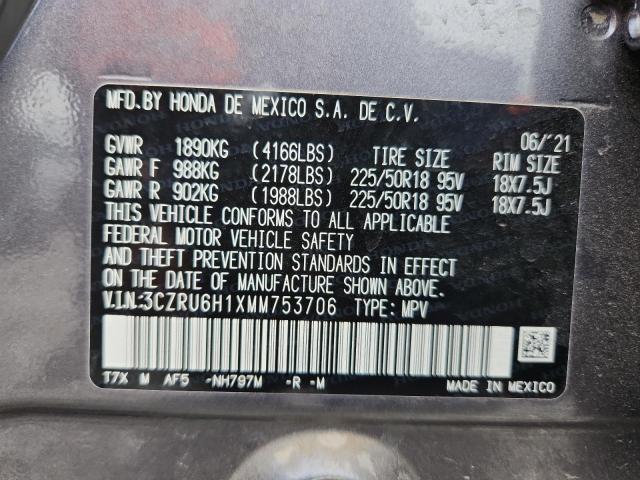 MFD.BY HONDA DE MEXICO S.A. DE C.V.
06/'21
GVWR 1890KG (4166LBS) TIRE SIZE RIM SIZE
GAWR F 988KG (2178LBS) 225/50R18 95V 18X7.5J
GAWR R 902KG (1988LBS) 225/50R18 95V 18X7.5J
THIS VEHICLE CONFORMS TO ALL APPLICABLE
FEDERAL MOTOR VEHICLE SAFETY
AND THEFT PREVENTION STANDARDS IN EFFECT
ON THE DATE OF MANUFACTURE SHOWN ABOVE.
V.I.N.:3CZRU6H1XMM753706 TYPE: MPV
T7X M AF5 -NH797M -R -M
MADE IN MEXICO